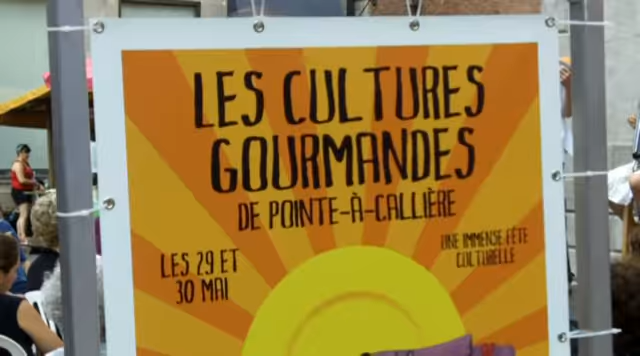 LES CULTURES
GOURMANDES
DE POINTE-À-CALLIÈRE
LES 29 ET
30 MAI
UNE IMMENSE FÊTE
CULTURELLE